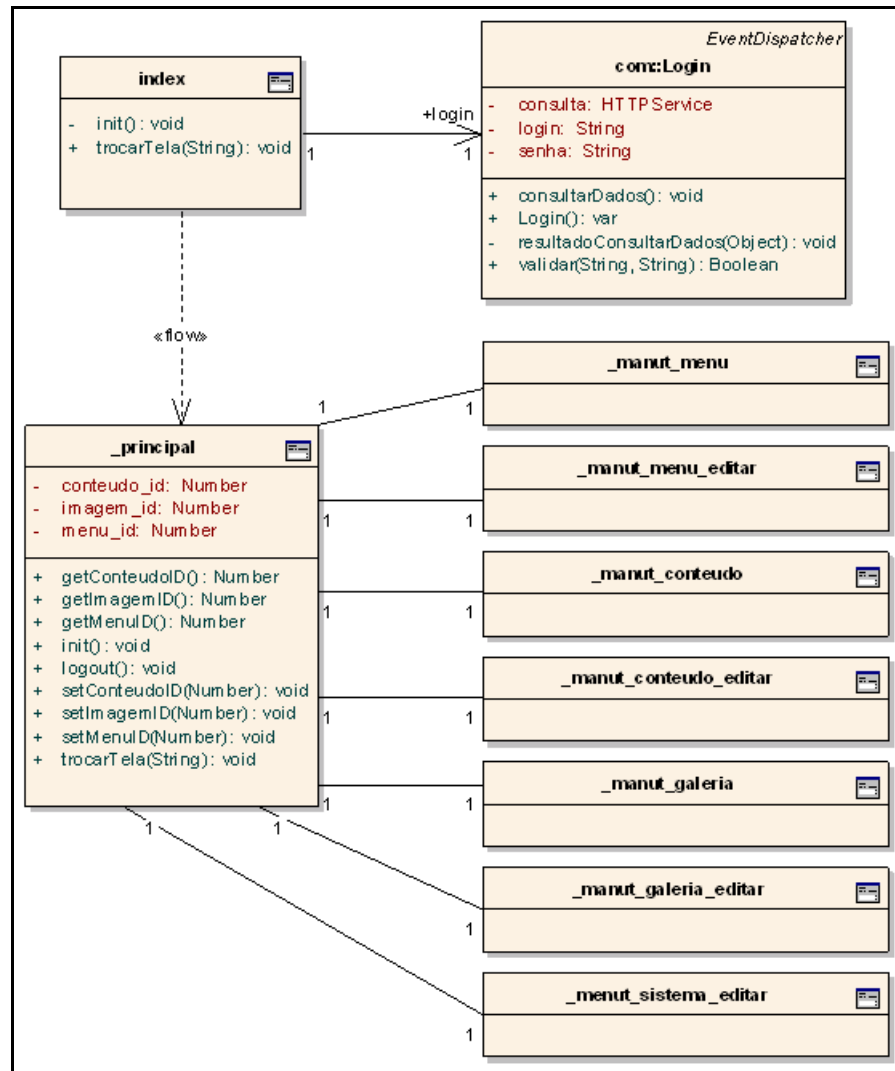 index
- init() : void
+ trocarTela(String) : void
EventDispatcher
com::Login
- consulta: HTTPService
- login: String
- senha: String
+ consultarDados() : void
+ Login() : var
- resultadoConsultarDados(Object) : void
+ validar(String, String) : Boolean
+login
1
1
«flow»
_principal
- conteudo_id: Number
- imagem_id: Number
- menu_id: Number
+ getConteudoID() : Number
+ getImagemID() : Number
+ getMenuID() : Number
+ init() : void
+ logout() : void
+ setConteudoID(Number) : void
+ setImagemID(Number) : void
+ setMenuID(Number) : void
+ trocarTela(String) : void
_manut_menu
1
1
_manut_menu_editar
1
1
_manut_conteudo
1
1
_manut_conteudo_editar
1
1
_manut_galeria
1
1
_manut_galeria_editar
1
1
_menut_sistema_editar
1
1